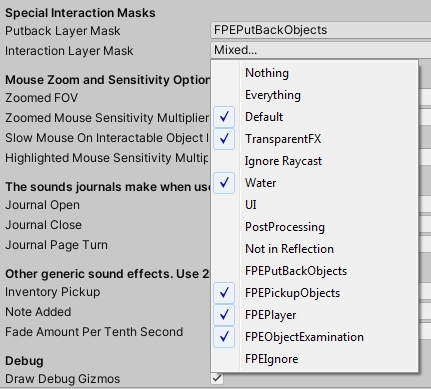 Special Interaction Masks
Putback Layer Mask FPEPutBackObjects
Interaction Layer Mask Mixed...
Nothing
Mouse Zoom and Sensitivity Option
Everything
Zoomed FOV
Default
Zoomed Mouse Sensitivity Multiplier
TransparentFX
Slow Mouse On Interactable Object
Ignore Raycast
Highlighted Mouse Sensitivity Multip
Water
The sounds journals make when use
UI
Journal Open
PostProcessing
Journal Close
Not in Reflection
Journal Page Turn
FPEPutBackObjects
Other generic sound effects. Use 2
FPEPickupObjects
Inventory Pickup
FPEPlayer
Note Added
FPEObjectExamination
Fade Amount Per Tenth Second
FPEIgnore
Debug
Draw Debug Gizmos